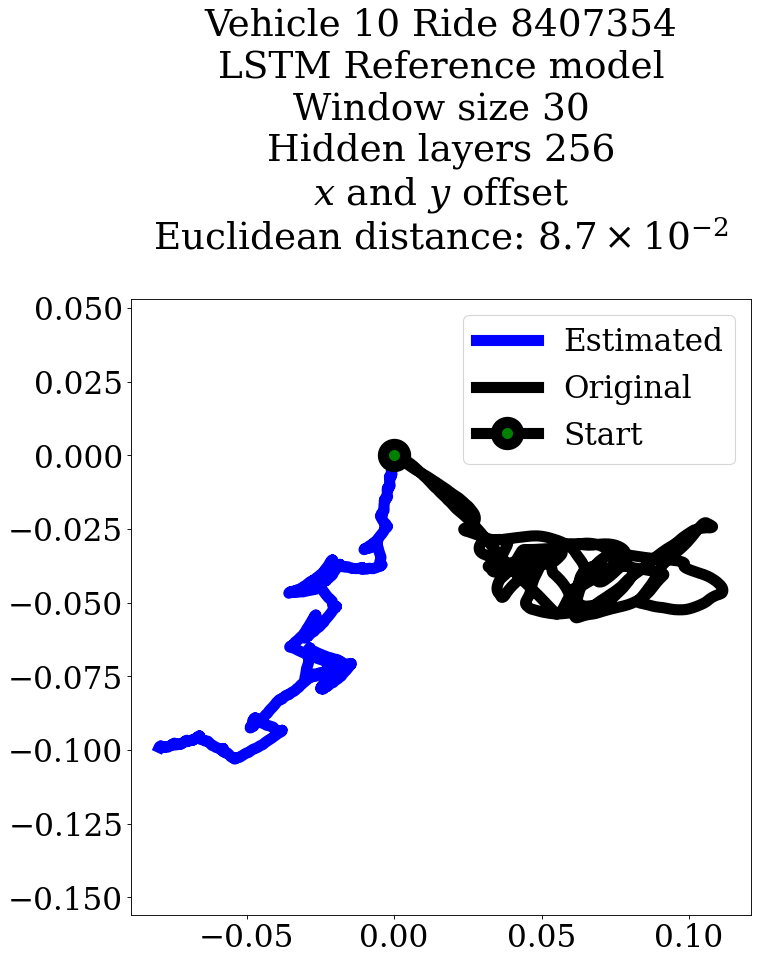 Vehicle 10 Ride 8407354
LSTM Reference model
Window size 30
Hidden layers 256
x and y offset
Euclidean distance: 8.7 × 10⁻²
0.050
0.025
0.000
−0.025
−0.050
−0.075
−0.100
−0.125
−0.150
Estimated
Original
Start
−0.05
0.00
0.05
0.10